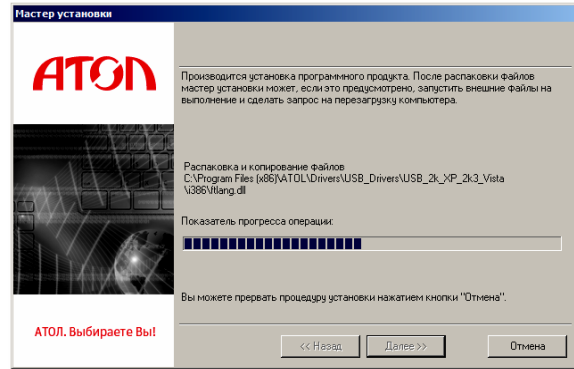 Мастер установки
АТОЛ
Производится установка программного продукта. После распаковки файлов
мастер установки может, если это предусмотрено, запустить внешние файлы на
выполнение и сделать запрос на перезагрузку компьютера.
Распаковка и копирование файлов
C:\Program Files (x86)\ATOL\Drivers\USB_Drivers\USB_2k_XP_2k3_Vista
\i386\ftlang.dll
Показатель прогресса операции:
Вы можете прервать процедуру установки нажатием кнопки "Отмена".
АТОЛ. Выбираете Вы!
<< Назад
Далее >>
Отмена